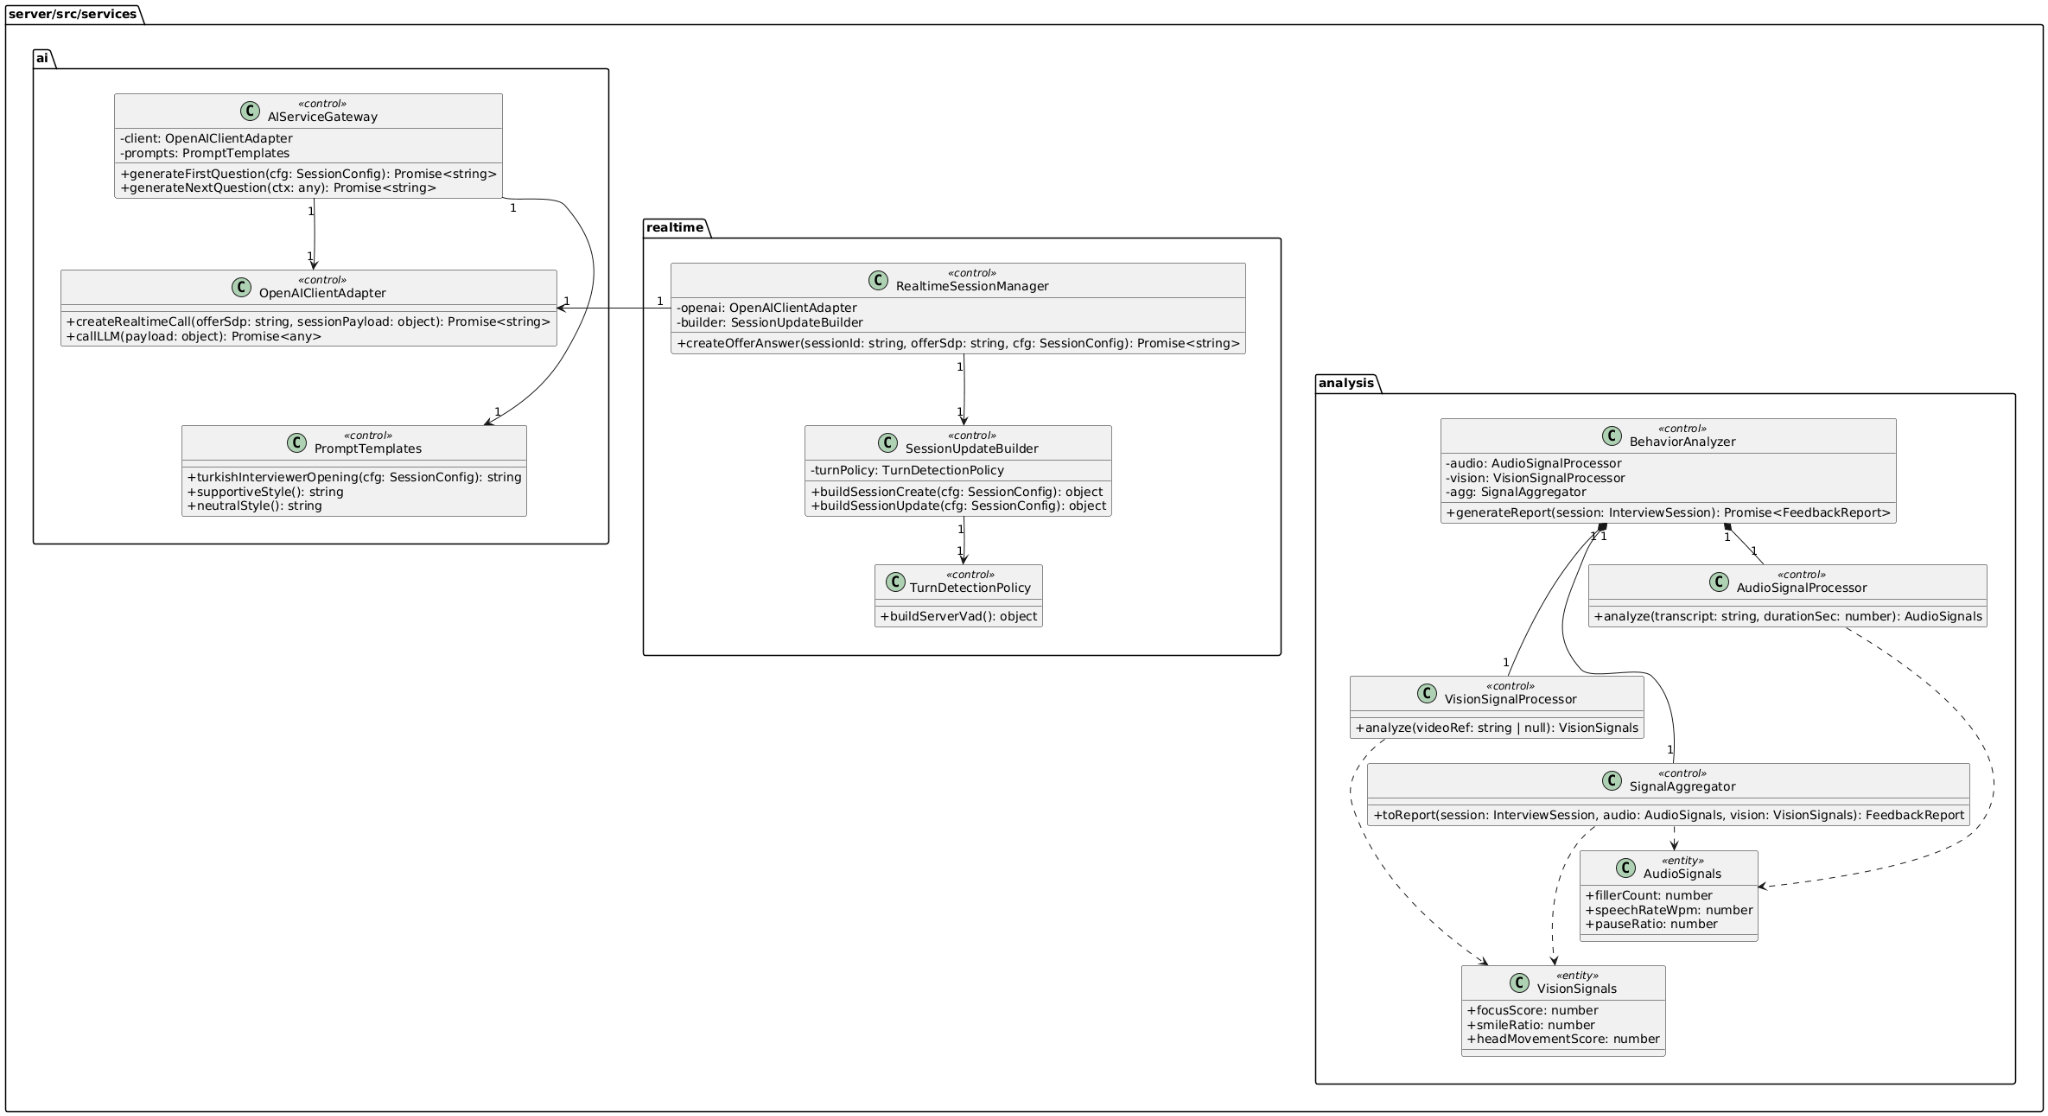 server/src/services
ai
«control»
C AIServiceGateway
-client: OpenAIClientAdapter
-prompts: PromptTemplates
+generateFirstQuestion(cfg: SessionConfig): Promise<string>
+generateNextQuestion(ctx: any): Promise<string>
1
1
1
«control»
C OpenAIClientAdapter
+createRealtimeCall(offerSdp: string, sessionPayload: object): Promise<string>
+callLLM(payload: object): Promise<any>
1
«control»
C PromptTemplates
+turkishInterviewerOpening(cfg: SessionConfig): string
+supportiveStyle(): string
+neutralStyle(): string
realtime
«control»
C RealtimeSessionManager
-openai: OpenAIClientAdapter
-builder: SessionUpdateBuilder
+createOfferAnswer(sessionId: string, offerSdp: string, cfg: SessionConfig): Promise<string>
1
1
1
1
«control»
C SessionUpdateBuilder
-turnPolicy: TurnDetectionPolicy
+buildSessionCreate(cfg: SessionConfig): object
+buildSessionUpdate(cfg: SessionConfig): object
1
1
«control»
C TurnDetectionPolicy
+buildServerVad(): object
analysis
«control»
C BehaviorAnalyzer
-audio: AudioSignalProcessor
-vision: VisionSignalProcessor
-agg: SignalAggregator
+generateReport(session: InterviewSession): Promise<FeedbackReport>
1
1
1
1
«control»
C AudioSignalProcessor
+analyze(transcript: string, durationSec: number): AudioSignals
1
«control»
C VisionSignalProcessor
+analyze(videoRef: string | null): VisionSignals
1
«control»
C SignalAggregator
+toReport(session: InterviewSession, audio: AudioSignals, vision: VisionSignals): FeedbackReport
«entity»
C AudioSignals
+fillerCount: number
+speechRateWpm: number
+pauseRatio: number
«entity»
C VisionSignals
+focusScore: number
+smileRatio: number
+headMovementScore: number